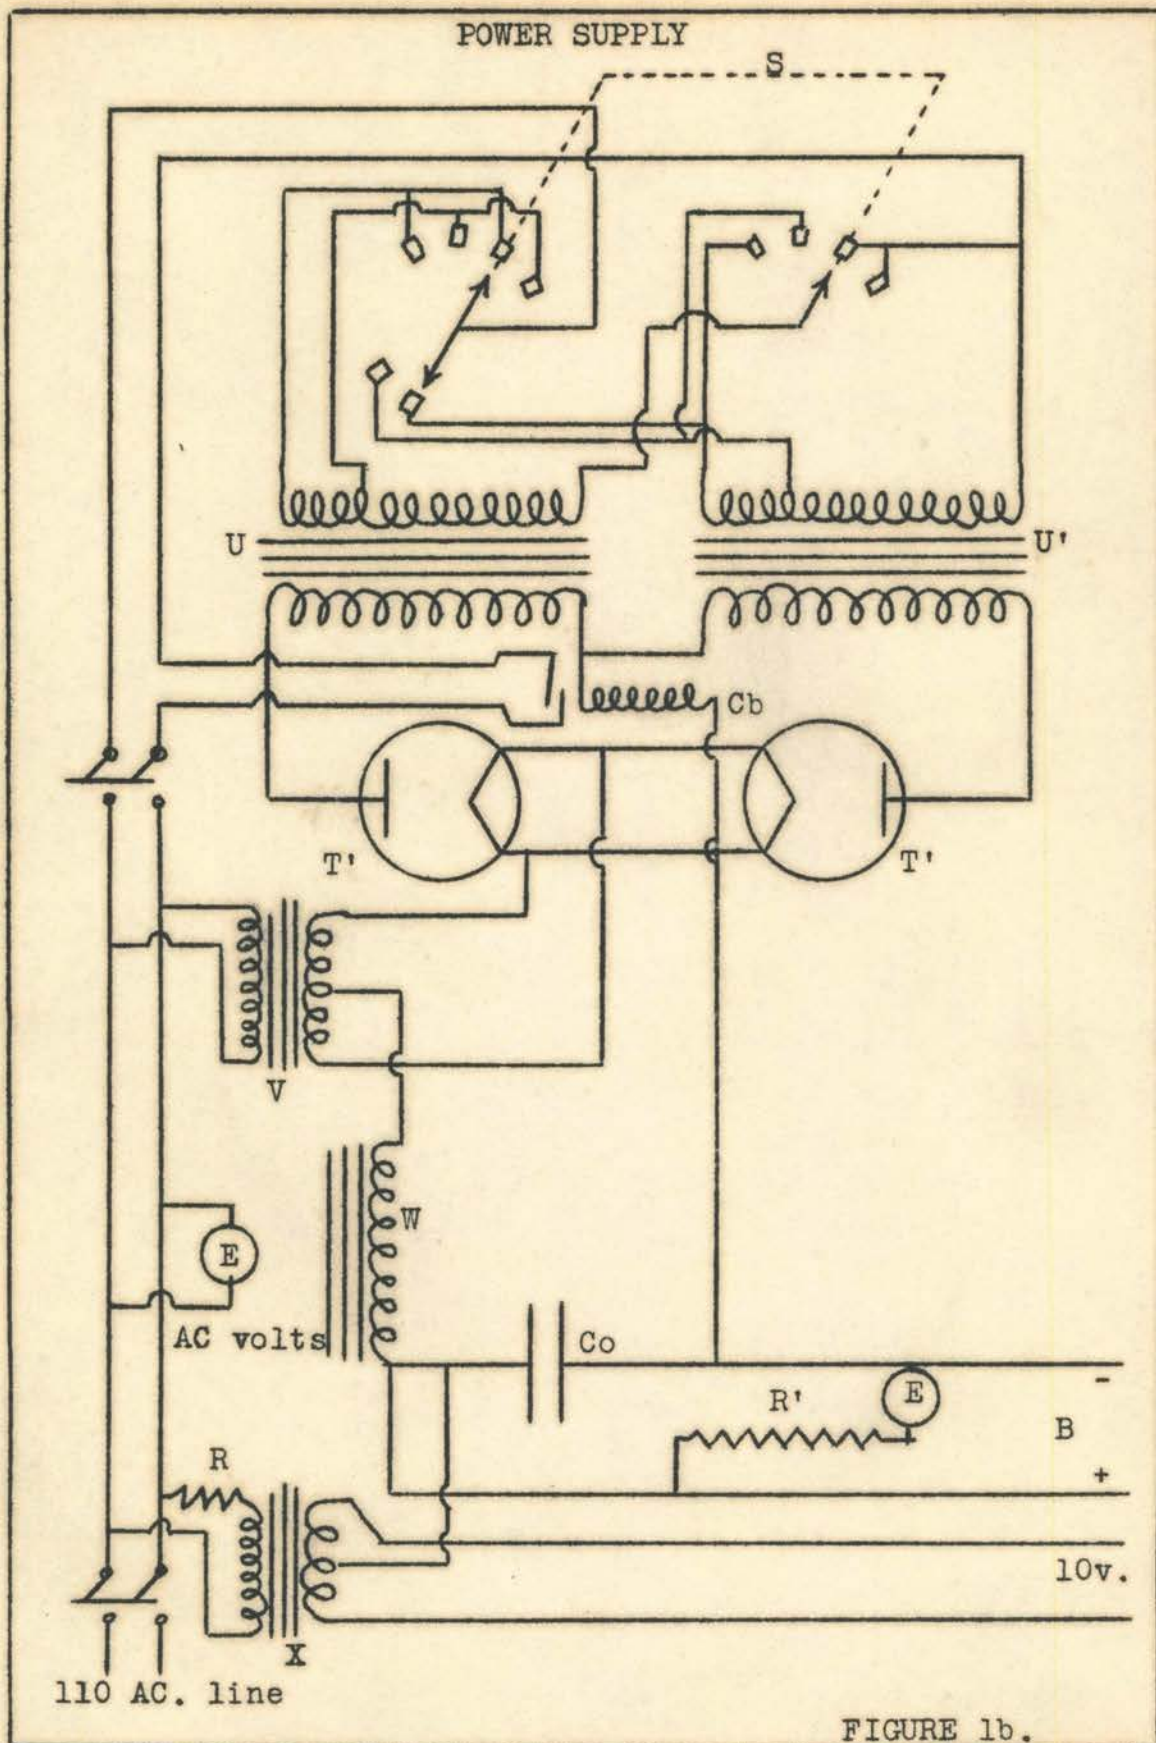 POWER SUPPLY
S
U
U'
Cb
T'
T'
V
W
E
AC volts
Co
E
R'
-
B
R
+
10v.
X
110 AC. line
FIGURE 1b.